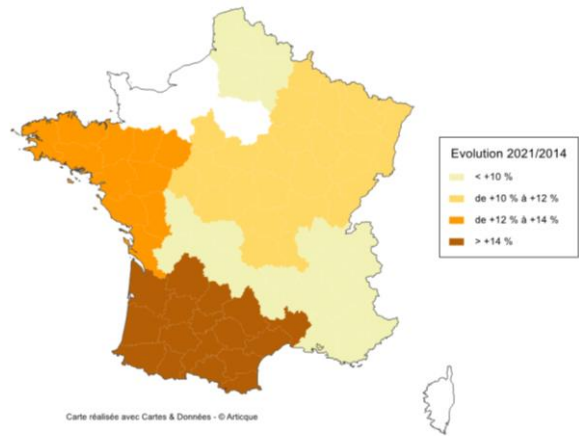 Evolution 2021/2014
< +10 %
de +10 % à +12 %
de +12 % à +14 %
> +14 %
Carte réalisée avec Cartes & Données - © Articque